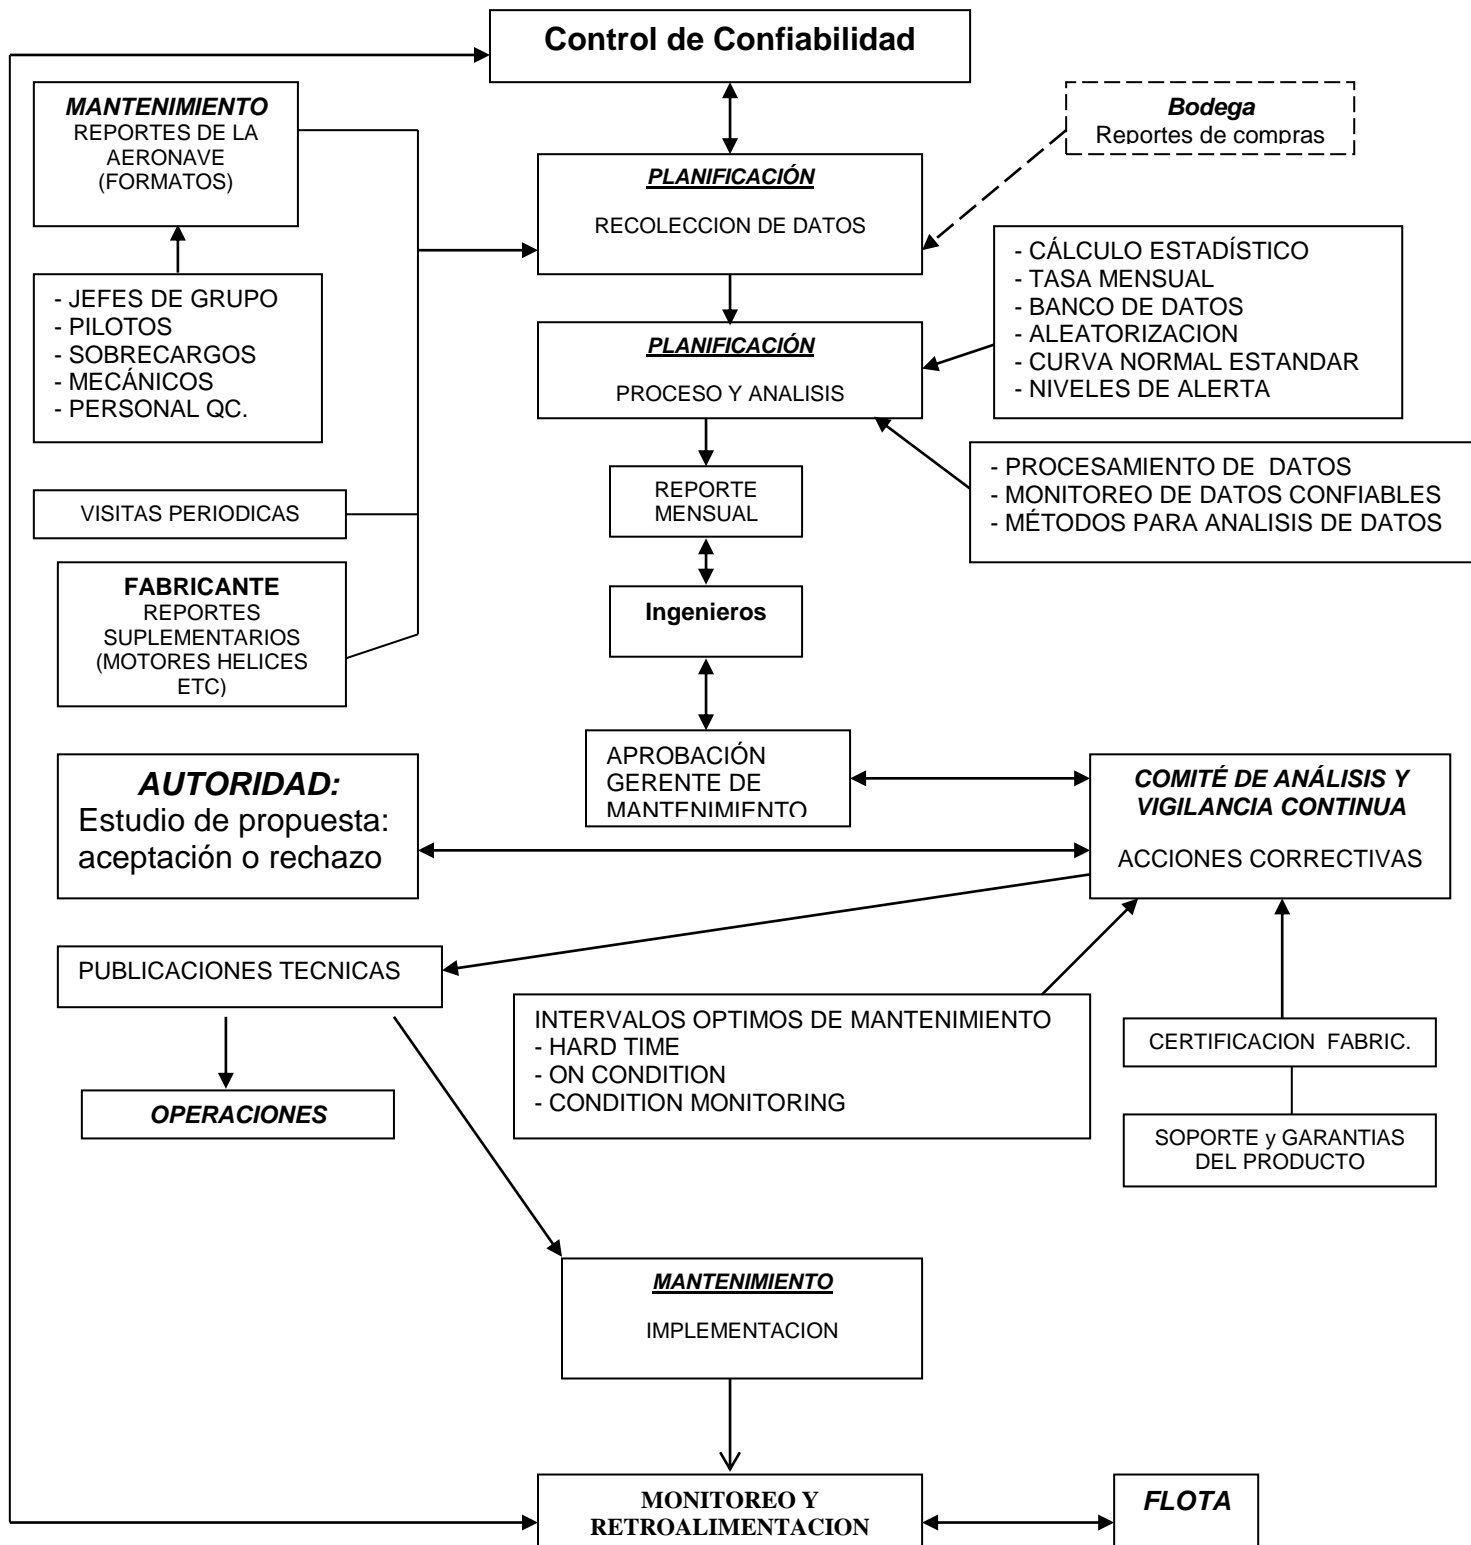 Control de Confiabilidad
MANTENIMIENTO
REPORTES DE LA
AERONAVE
(FORMATOS)
Bodega
Reportes de compras
PLANIFICACIÓN
RECOLECCION DE DATOS
- JEFES DE GRUPO
- PILOTOS
- SOBRECARGOS
- MECÁNICOS
- PERSONAL QC.
- CÁLCULO ESTADÍSTICO
- TASA MENSUAL
- BANCO DE DATOS
- ALEATORIZACION
- CURVA NORMAL ESTANDAR
- NIVELES DE ALERTA
PLANIFICACIÓN
PROCESO Y ANALISIS
- PROCESAMIENTO DE DATOS
- MONITOREO DE DATOS CONFIABLES
- MÉTODOS PARA ANALISIS DE DATOS
REPORTE
MENSUAL
VISITAS PERIODICAS
FABRICANTE
REPORTES
SUPLEMENTARIOS
(MOTORES HELICES
ETC)
Ingenieros
APROBACIÓN
GERENTE DE
MANTENIMIENTO
AUTORIDAD:
Estudio de propuesta:
aceptación o rechazo
COMITÉ DE ANÁLISIS Y
VIGILANCIA CONTINUA
ACCIONES CORRECTIVAS
PUBLICACIONES TECNICAS
INTERVALOS OPTIMOS DE MANTENIMIENTO
- HARD TIME
- ON CONDITION
- CONDITION MONITORING
CERTIFICACION FABRIC.
OPERACIONES
SOPORTE y GARANTIAS
DEL PRODUCTO
MANTENIMIENTO
IMPLEMENTACION
MONITOREO Y
RETROALIMENTACION
FLOTA